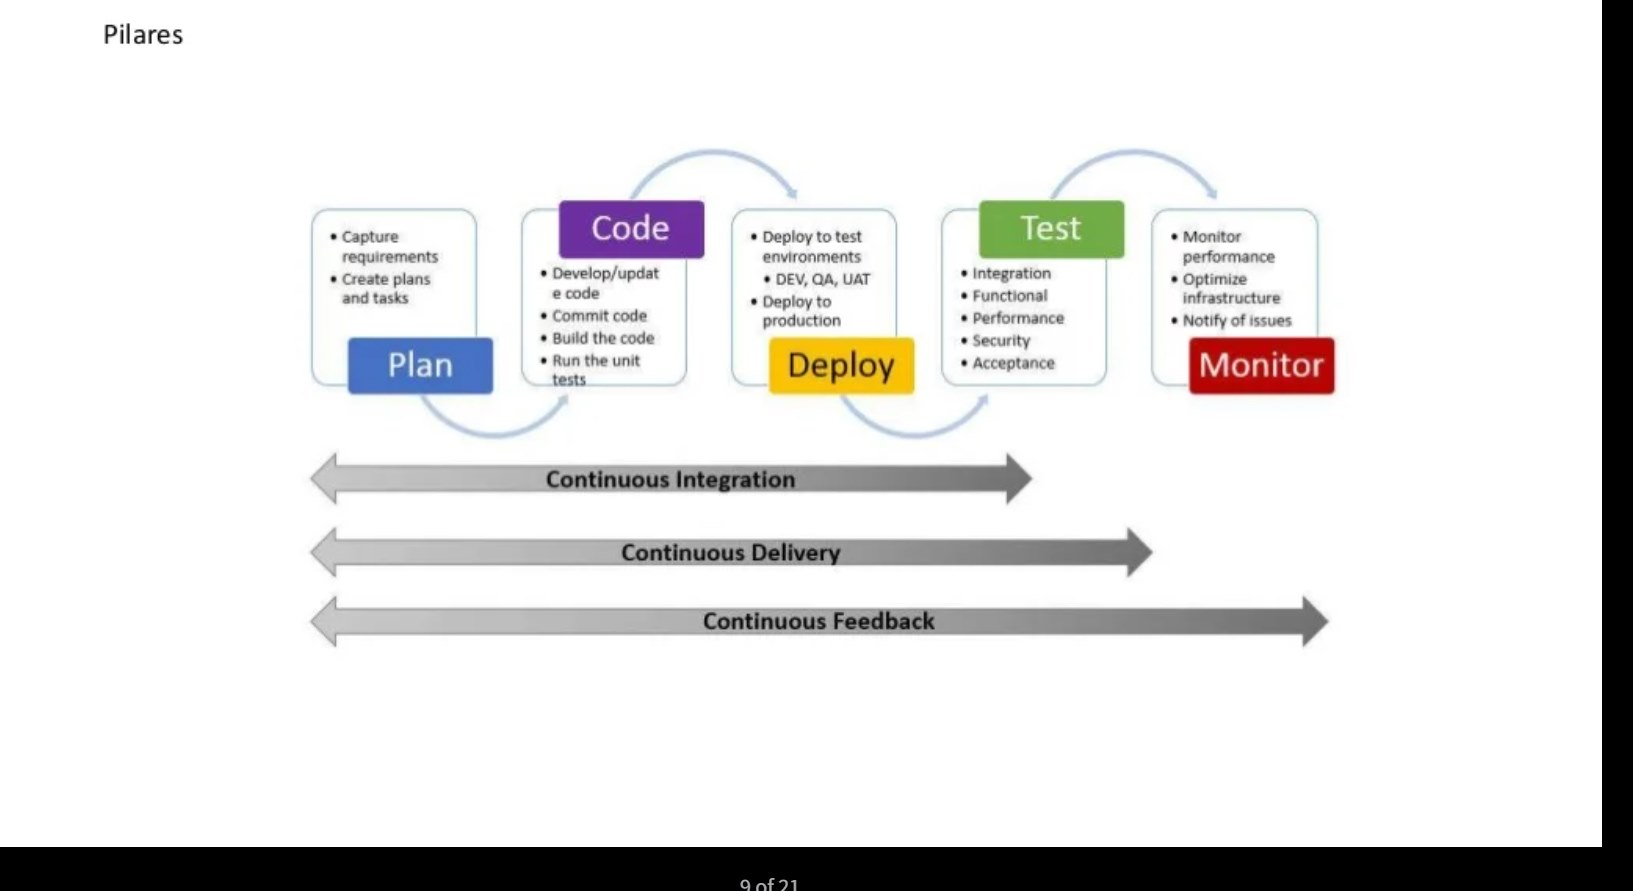 Pilares
• Capture
requirements
• Create plans
and tasks
Plan
Code
• Develop/updat
e code
• Commit code
• Build the code
• Run the unit
tests
• Deploy to test
environments
• DEV, QA, UAT
• Deploy to
production
Deploy
Test
• Integration
• Functional
• Performance
• Security
• Acceptance
• Monitor
performance
• Optimize
infrastructure
• Notify of issues
Monitor
Continuous Integration
Continuous Delivery
Continuous Feedback
9 of 21